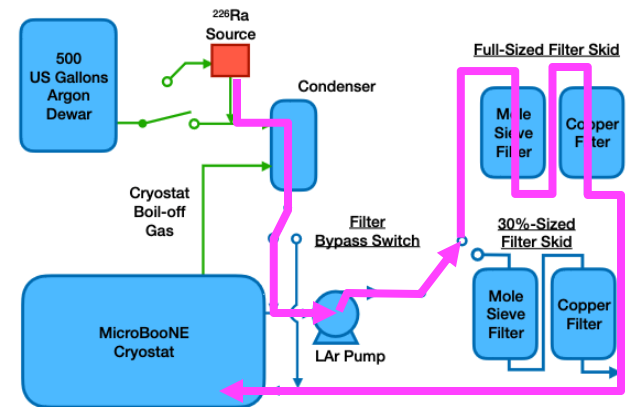 ²²⁶Ra
Source
500
US Gallons
Argon
Dewar
Condenser
Full-Sized Filter Skid
Mole
Sieve
Filter
Copper
Filter
Cryostat
Boil-off
Gas
Filter
Bypass Switch
30%-Sized
Filter Skid
Mole
Sieve
Filter
Copper
Filter
MicroBooNE
Cryostat
LAr Pump